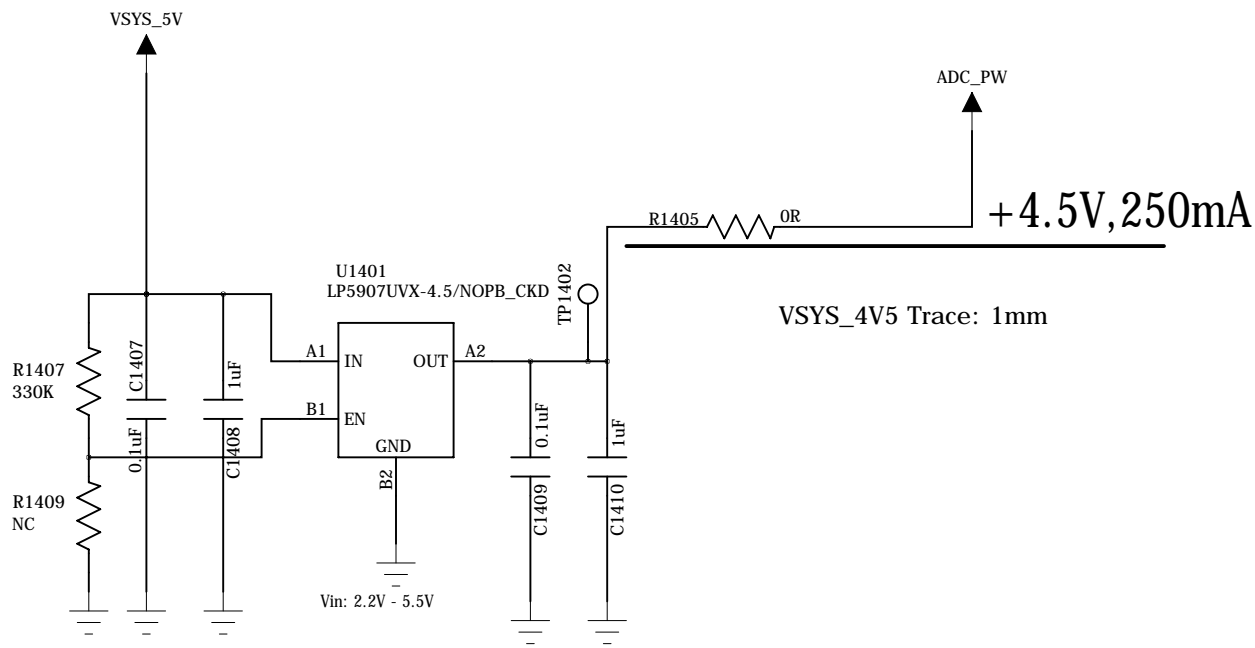 VSYS_5V
ADC_PW
R1405
0R
+4.5V,250mA
U1401
LP5907UVX-4.5/NOPB_CKD
TP1402
VSYS_4V5 Trace: 1mm
R1407
330K
C1407
0.1uF
1uF
C1408
A1
IN
OUT
A2
B1
EN
GND
B2
0.1uF
C1409
1uF
C1410
R1409
NC
Vin: 2.2V - 5.5V